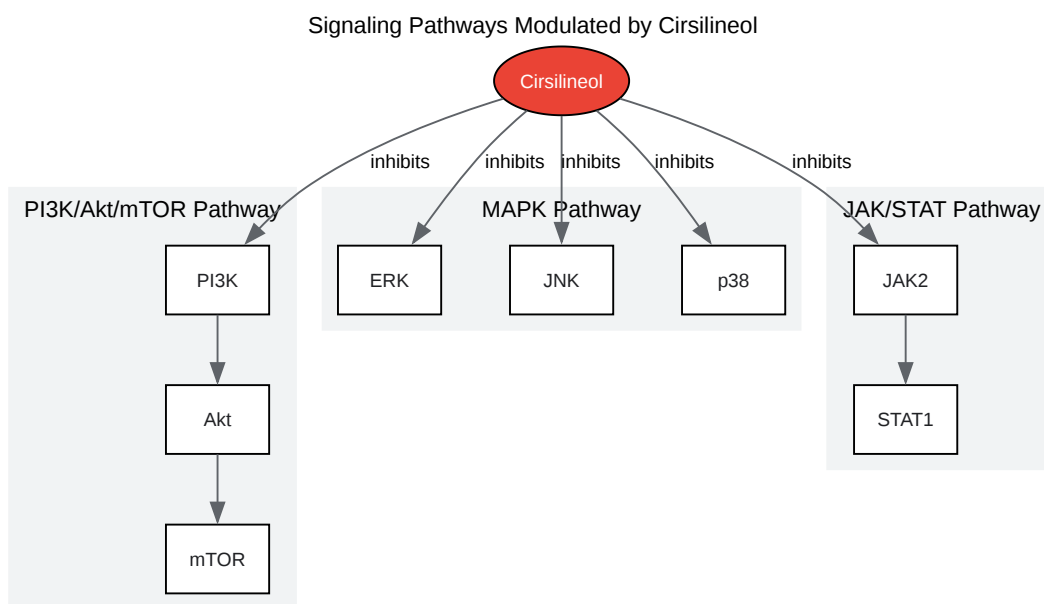 Signaling Pathways Modulated by Cirsilineol
Cirsilineol
inhibits inhibits inhibits inhibits inhibits
PI3K/Akt/mTOR Pathway MAPK Pathway JAK/STAT Pathway
PI3K ERK JNK p38 JAK2
Akt STAT1
mTOR